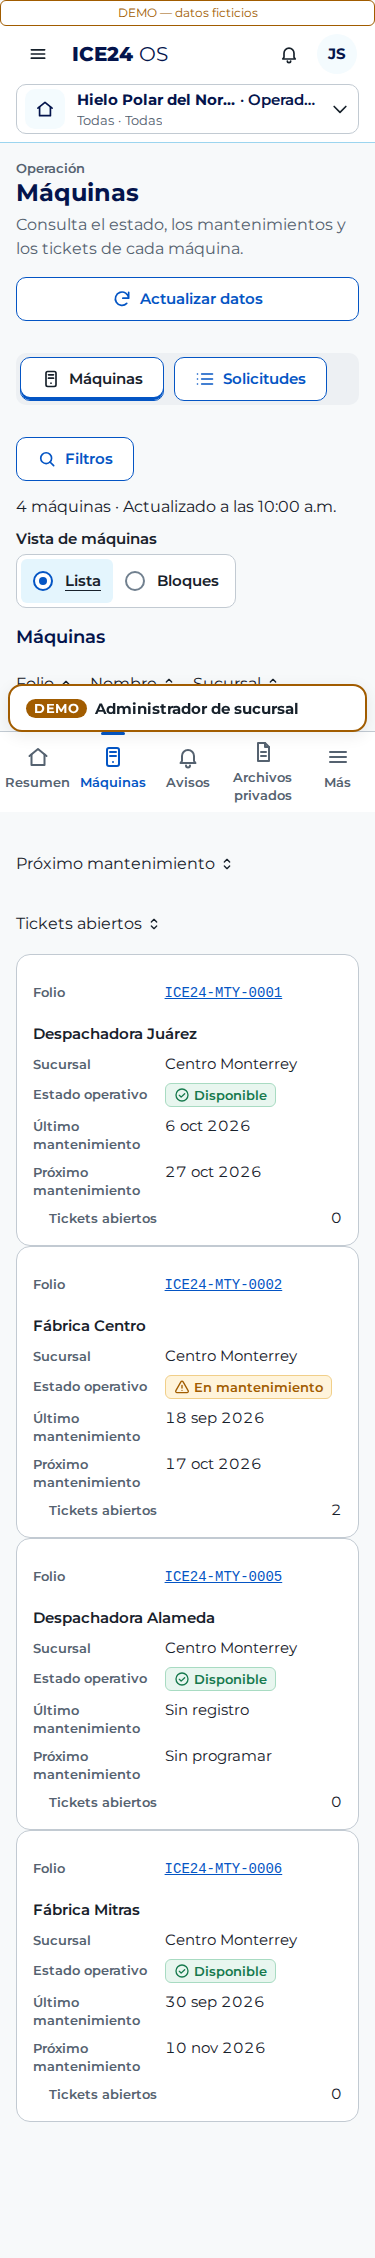 DEMO — datos ficticios
ICE24 OS
JS
Hielo Polar del Nor... · Operad...
Todas · Todas
Operación
Máquinas
Consulta el estado, los mantenimientos y
los tickets de cada máquina.
Actualizar datos
Máquinas
Solicitudes
Filtros
4 máquinas · Actualizado a las 10:00 a.m.
Vista de máquinas
Lista
Bloques
Máquinas
Folio Nombre Sucursal
DEMO Administrador de sucursal
Resumen
Máquinas
Avisos
Archivos
privados
Más
Próximo mantenimiento
Tickets abiertos
Folio ICE24-MTY-0001
Despachadora Juárez
Sucursal Centro Monterrey
Estado operativo Disponible
Último
mantenimiento 6 oct 2026
Próximo
mantenimiento 27 oct 2026
Tickets abiertos 0
Folio ICE24-MTY-0002
Fábrica Centro
Sucursal Centro Monterrey
Estado operativo En mantenimiento
Último
mantenimiento 18 sep 2026
Próximo
mantenimiento 17 oct 2026
Tickets abiertos 2
Folio ICE24-MTY-0005
Despachadora Alameda
Sucursal Centro Monterrey
Estado operativo Disponible
Último
mantenimiento Sin registro
Próximo
mantenimiento Sin programar
Tickets abiertos 0
Folio ICE24-MTY-0006
Fábrica Mitras
Sucursal Centro Monterrey
Estado operativo Disponible
Último
mantenimiento 30 sep 2026
Próximo
mantenimiento 10 nov 2026
Tickets abiertos 0